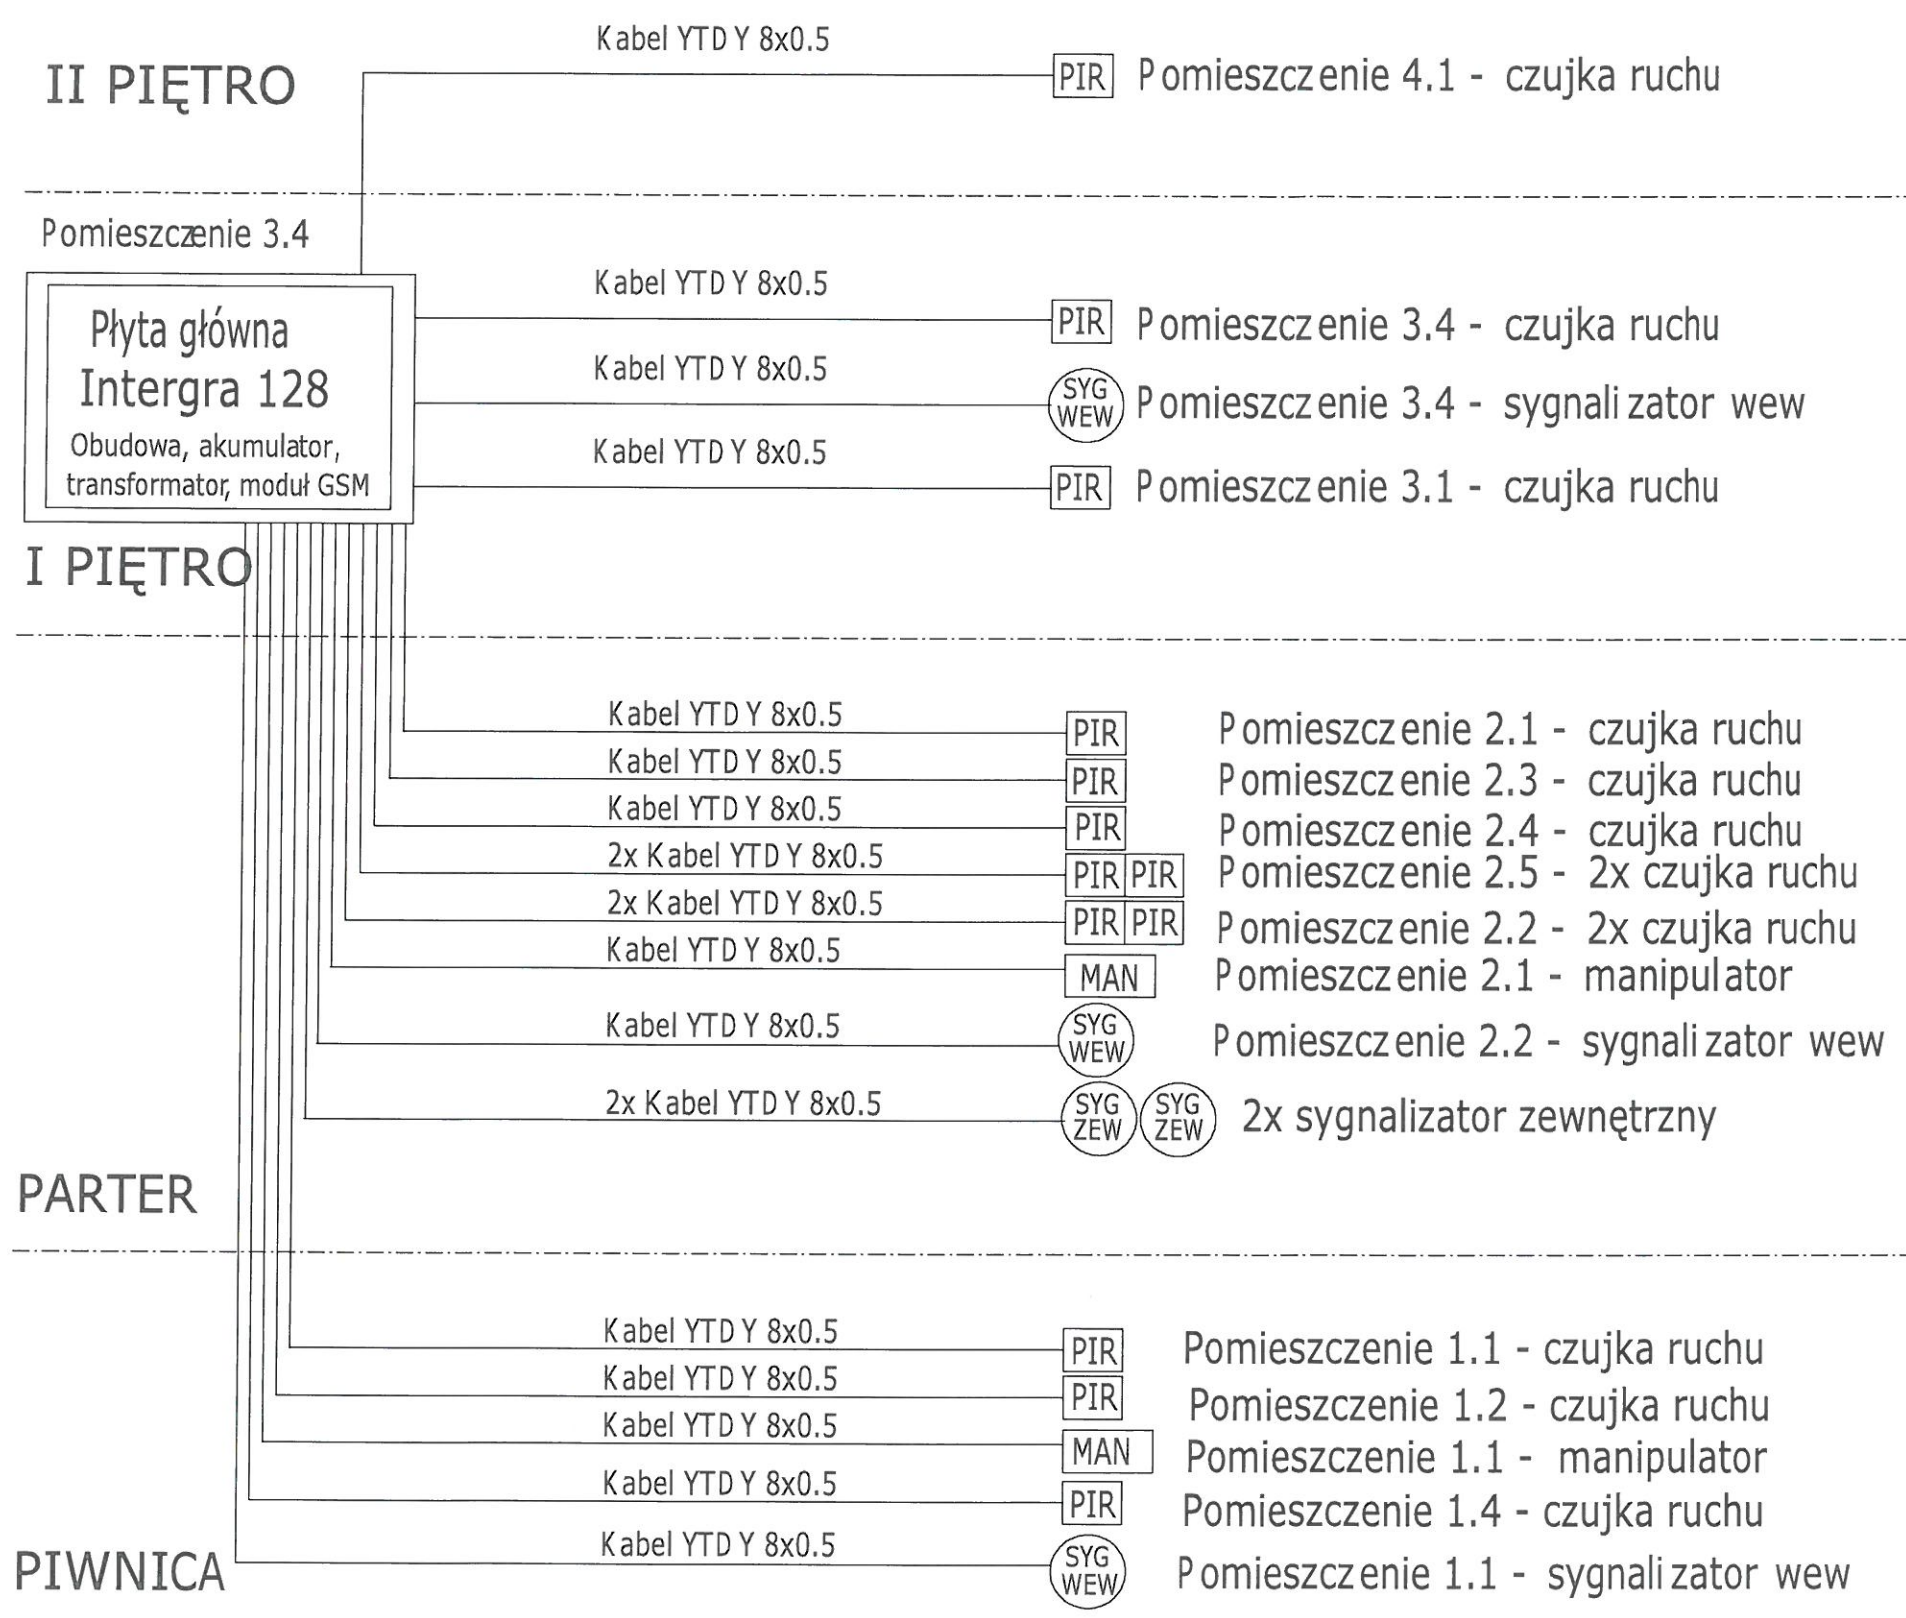 Kabel YTDY 8x0.5
II PIĘTRO
PIR Pomieszczenie 4.1 - czujka ruchu
Pomieszczenie 3.4
Płyta główna
Intergra 128
Obudowa, akumulator,
transformator, moduł GSM
Kabel YTDY 8x0.5
PIR Pomieszczenie 3.4 - czujka ruchu
Kabel YTDY 8x0.5
SYG
WEW
Pomieszczenie 3.4 - sygnalizator wew
Kabel YTDY 8x0.5
PIR Pomieszczenie 3.1 - czujka ruchu
I PIĘTRO
Kabel YTDY 8x0.5
PIR Pomieszczenie 2.1 - czujka ruchu
Kabel YTDY 8x0.5
PIR Pomieszczenie 2.3 - czujka ruchu
Kabel YTDY 8x0.5
PIR Pomieszczenie 2.4 - czujka ruchu
2x Kabel YTDY 8x0.5
PIR PIR Pomieszczenie 2.5 - 2x czujka ruchu
2x Kabel YTDY 8x0.5
PIR PIR Pomieszczenie 2.2 - 2x czujka ruchu
Kabel YTDY 8x0.5
MAN Pomieszczenie 2.1 - manipulator
Kabel YTDY 8x0.5
SYG
WEW
Pomieszczenie 2.2 - sygnalizator wew
2x Kabel YTDY 8x0.5
SYG
ZEW
SYG
ZEW
2x sygnalizator zewnętrzny
PARTER
Kabel YTDY 8x0.5
PIR Pomieszczenie 1.1 - czujka ruchu
Kabel YTDY 8x0.5
PIR Pomieszczenie 1.2 - czujka ruchu
Kabel YTDY 8x0.5
MAN Pomieszczenie 1.1 - manipulator
Kabel YTDY 8x0.5
PIR Pomieszczenie 1.4 - czujka ruchu
Kabel YTDY 8x0.5
SYG
WEW
Pomieszczenie 1.1 - sygnalizator wew
PIWNICA